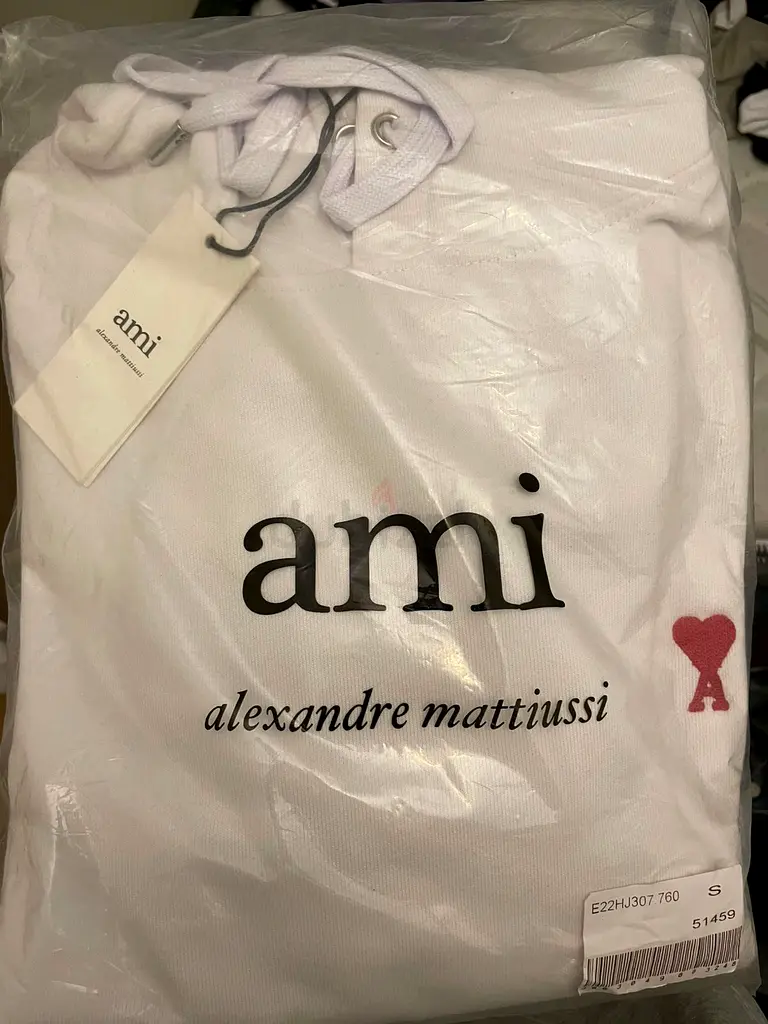 ami
alexandre mattiussi
ami
alexandre mattiussi
A
E22HJ307 760 S
51459